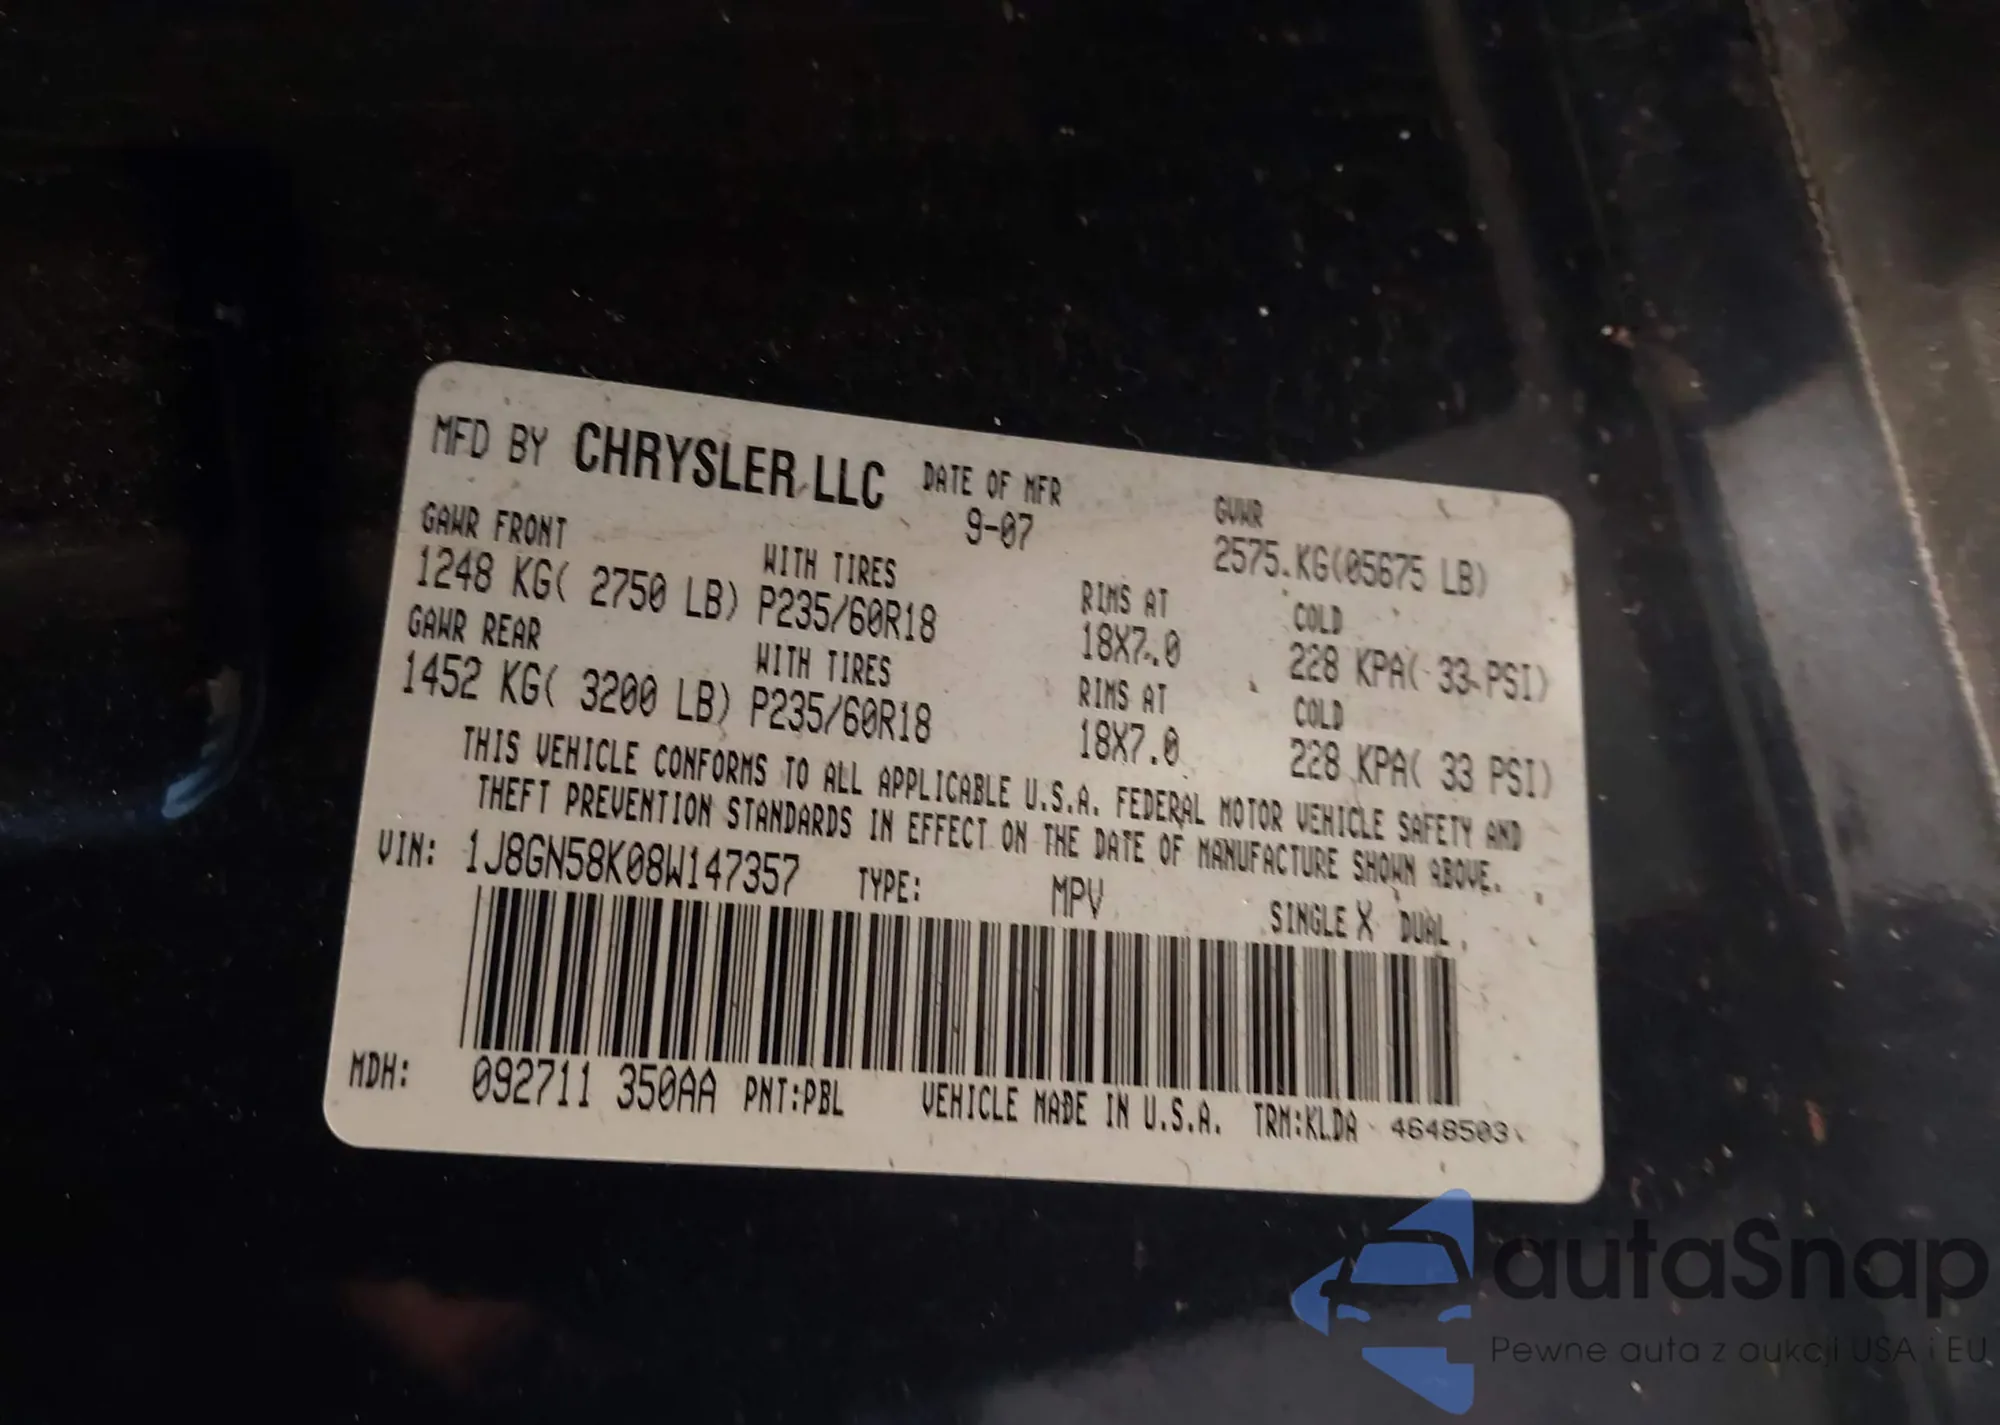 MFD BY CHRYSLER LLC DATE OF MFR GVWR
9-07 2575.KG(05675 LB)
GAWR FRONT WITH TIRES RIMS AT COLD
1248 KG( 2750 LB) P235/60R18 18X7.0 228 KPA( 33 PSI)
GAWR REAR WITH TIRES RIMS AT COLD
1452 KG( 3200 LB) P235/60R18 18X7.0 228 KPA( 33 PSI)
THIS VEHICLE CONFORMS TO ALL APPLICABLE U.S.A. FEDERAL MOTOR VEHICLE SAFETY AND
THEFT PREVENTION STANDARDS IN EFFECT ON THE DATE OF MANUFACTURE SHOWN ABOVE.
VIN: 1J8GN58K08W147357 TYPE: MPV SINGLE X DUAL
MDH: 092711 350AA PNT:PBL VEHICLE MADE IN U.S.A. TRM:KLDA 4648503
autaSnap
Pewne auta z aukcji USA i EU